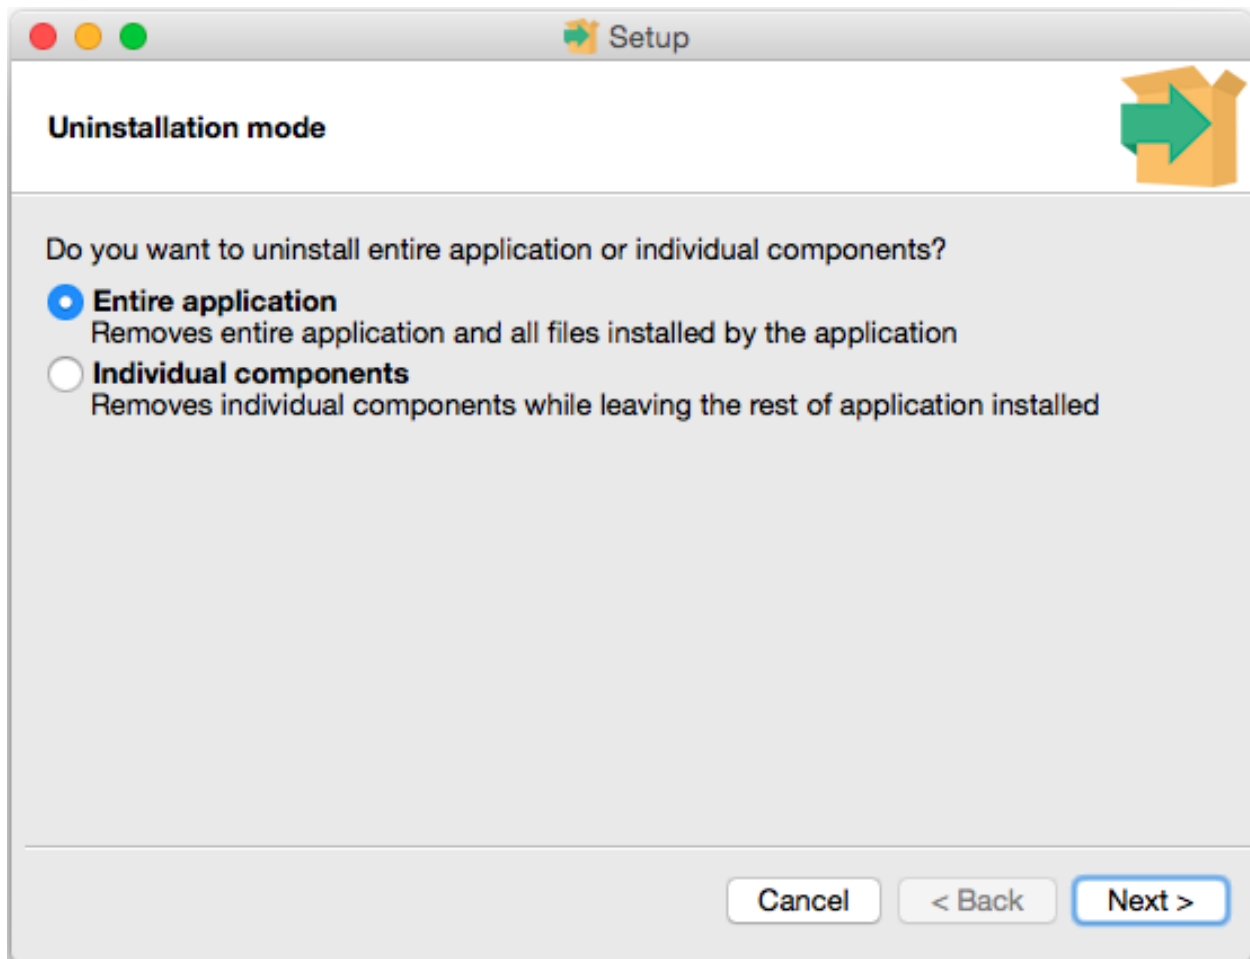 Setup
Uninstallation mode
Do you want to uninstall entire application or individual components?
Entire application
Removes entire application and all files installed by the application
Individual components
Removes individual components while leaving the rest of application installed
Cancel
< Back
Next >